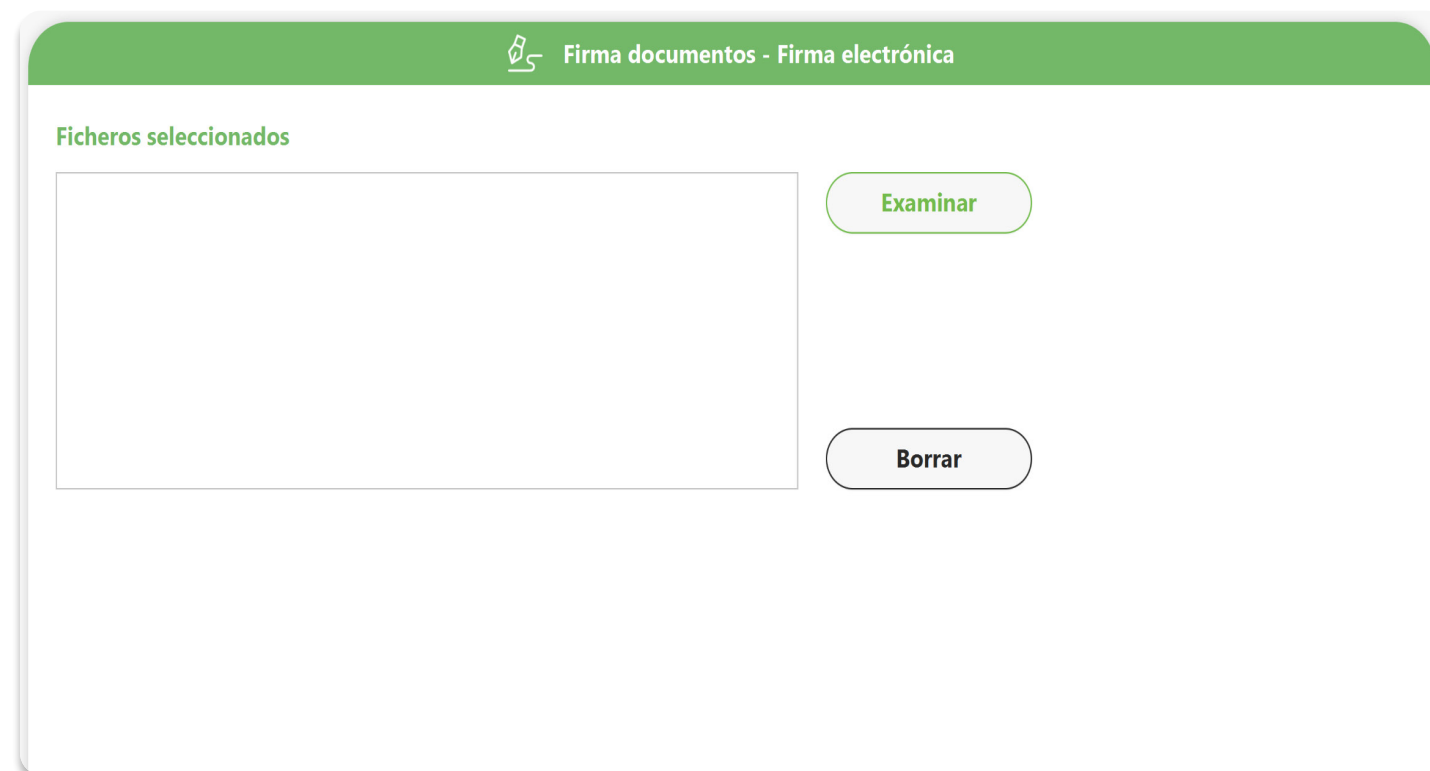 Firma documentos - Firma electrónica
Ficheros seleccionados
Examinar
Borrar